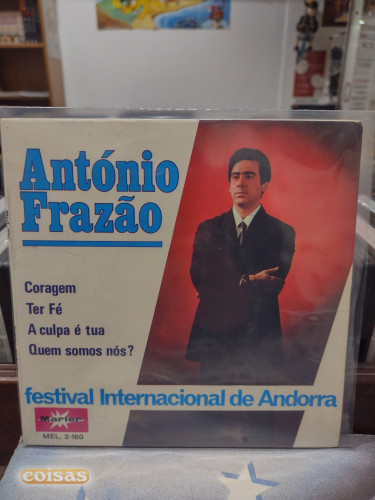 António
Frazão
Coragem
Ter Fé
A culpa é tua
Quem somos nós?
festival Internacional de Andorra
Marfer
MEL. 2-160
coisas